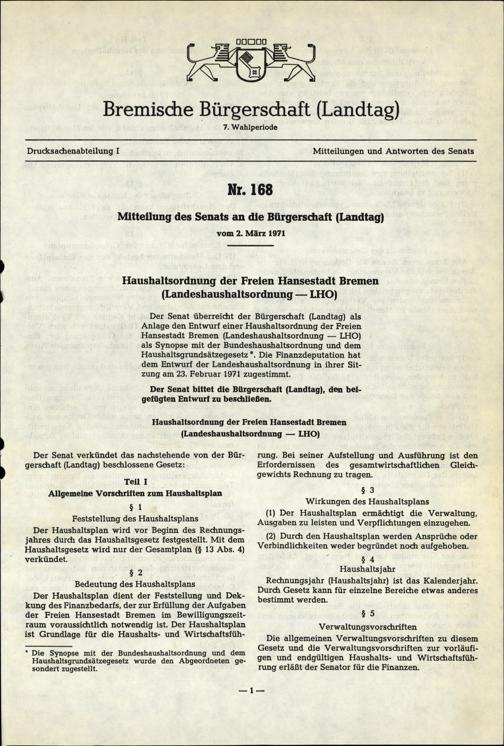 Bremische Bürgerschaft (Landtag)
7. Wahlperiode
Drucksachenabteilung I
Mitteilungen und Antworten des Senats
Nr. 168
Mitteilung des Senats an die Bürgerschaft (Landtag)
vom 2. März 1971
Haushaltsordnung der Freien Hansestadt Bremen
(Landeshaushaltsordnung — LHO)
Der Senat überreicht der Bürgerschaft (Landtag) als
Anlage den Entwurf einer Haushaltsordnung der Freien
Hansestadt Bremen (Landeshaushaltsordnung — LHO)
als Synopse mit der Bundeshaushaltsordnung und dem
Haushaltsgrundsätzegesetz *. Die Finanzdeputation hat
dem Entwurf der Landeshaushaltsordnung in ihrer Sit-
zung am 23. Februar 1971 zugestimmt.
Der Senat bittet die Bürgerschaft (Landtag), den bei-
gefügten Entwurf zu beschließen.
Haushaltsordnung der Freien Hansestadt Bremen
(Landeshaushaltsordnung — LHO)
Der Senat verkündet das nachstehende von der Bür-
gerschaft (Landtag) beschlossene Gesetz:
Teil I
Allgemeine Vorschriften zum Haushaltsplan
§ 1
Feststellung des Haushaltsplans
Der Haushaltsplan wird vor Beginn des Rechnungs-
jahres durch das Haushaltsgesetz festgestellt. Mit dem
Haushaltsgesetz wird nur der Gesamtplan (§ 13 Abs. 4)
verkündet.
§ 2
Bedeutung des Haushaltsplans
Der Haushaltsplan dient der Feststellung und Dek-
kung des Finanzbedarfs, der zur Erfüllung der Aufgaben
der Freien Hansestadt Bremen im Bewilligungszeit-
raum voraussichtlich notwendig ist. Der Haushaltsplan
ist Grundlage für die Haushalts- und Wirtschaftsfüh-
* Die Synopse mit der Bundeshaushaltsordnung und dem
Haushaltsgrundsätzegesetz wurde den Abgeordneten ge-
sondert zugestellt.
rung. Bei seiner Aufstellung und Ausführung ist den
Erfordernissen des gesamtwirtschaftlichen Gleich-
gewichts Rechnung zu tragen.
§ 3
Wirkungen des Haushaltsplans
(1) Der Haushaltsplan ermächtigt die Verwaltung,
Ausgaben zu leisten und Verpflichtungen einzugehen.
(2) Durch den Haushaltsplan werden Ansprüche oder
Verbindlichkeiten weder begründet noch aufgehoben.
§ 4
Haushaltsjahr
Rechnungsjahr (Haushaltsjahr) ist das Kalenderjahr.
Durch Gesetz kann für einzelne Bereiche etwas anderes
bestimmt werden.
§ 5
Verwaltungsvorschriften
Die allgemeinen Verwaltungsvorschriften zu diesem
Gesetz und die Verwaltungsvorschriften zur vorläufi-
gen und endgültigen Haushalts- und Wirtschaftsfüh-
rung erläßt der Senator für die Finanzen.
— 1 —